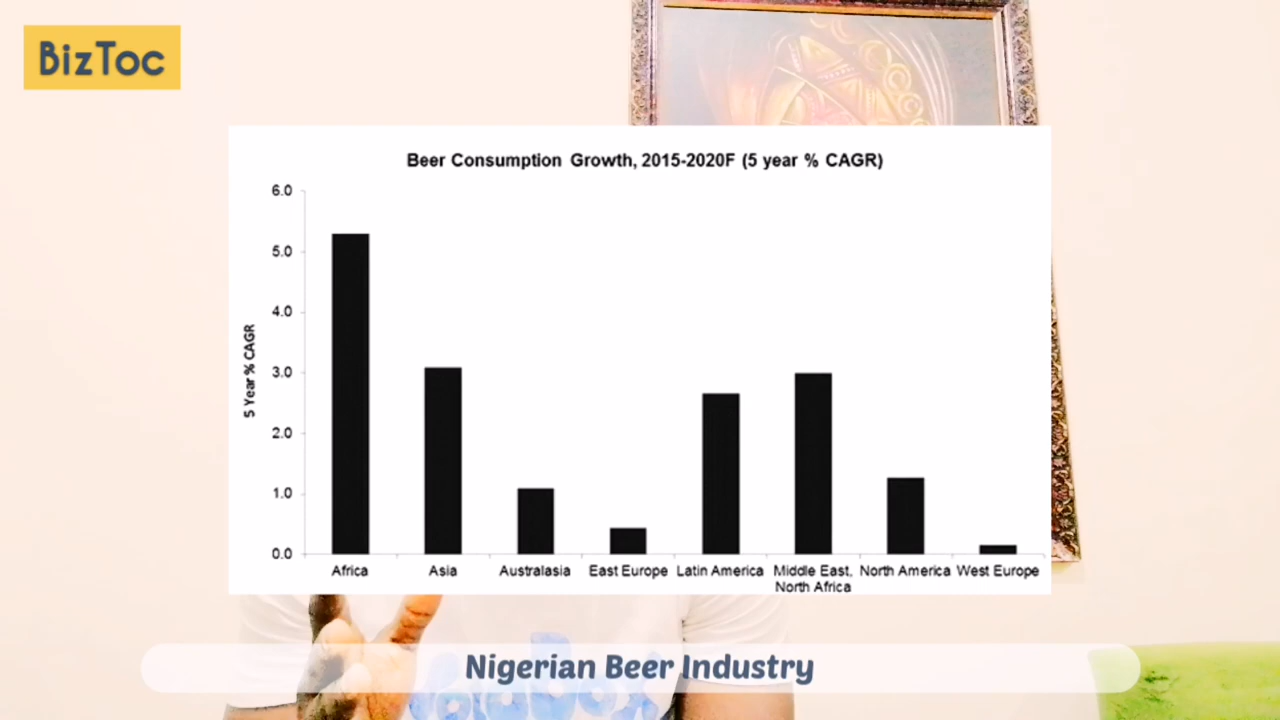 BizToc
Beer Consumption Growth, 2015-2020F (5 year % CAGR)
6.0
5.0
4.0
3.0
2.0
1.0
0.0
5 Year % CAGR
Africa
Asia
Australasia
East Europe
Latin America
Middle East,
North Africa
North America
West Europe
Nigerian Beer Industry